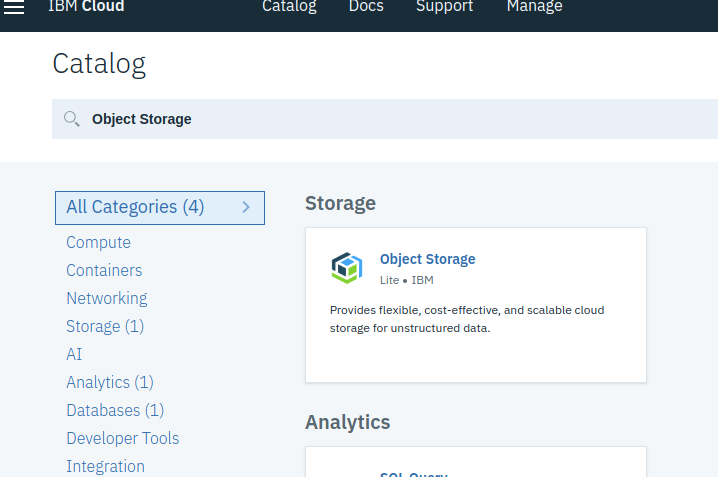 IBM Cloud
Catalog
Docs
Support
Manage
Catalog
Object Storage
All Categories (4)
Compute
Containers
Networking
Storage (1)
AI
Analytics (1)
Databases (1)
Developer Tools
Integration
Storage
Object Storage
Lite • IBM
Provides flexible, cost-effective, and scalable cloud
storage for unstructured data.
Analytics
SQL Query